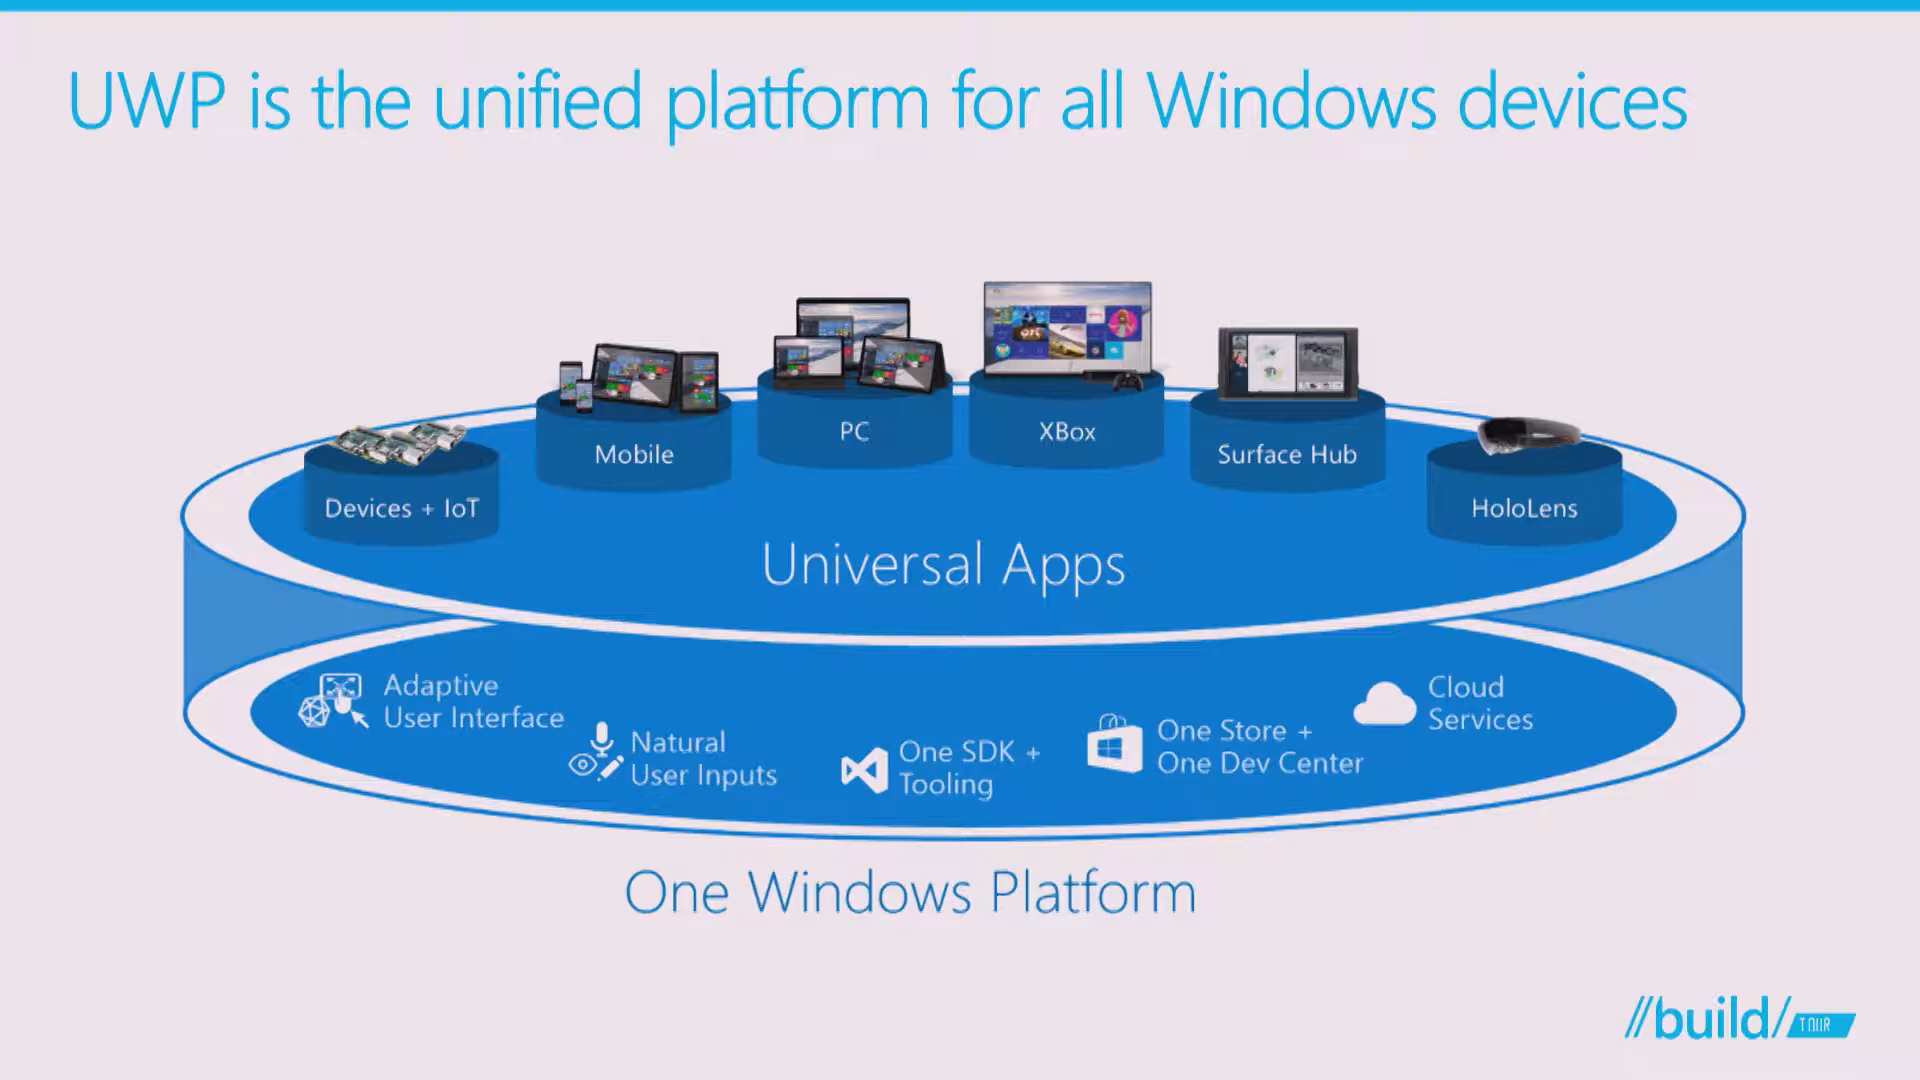 UWP is the unified platform for all Windows devices
Devices + IoT
Mobile
PC
XBox
Surface Hub
HoloLens
Universal Apps
Adaptive
User Interface
Natural
User Inputs
One SDK +
Tooling
One Store +
One Dev Center
Cloud
Services
One Windows Platform
//build/ TOUR